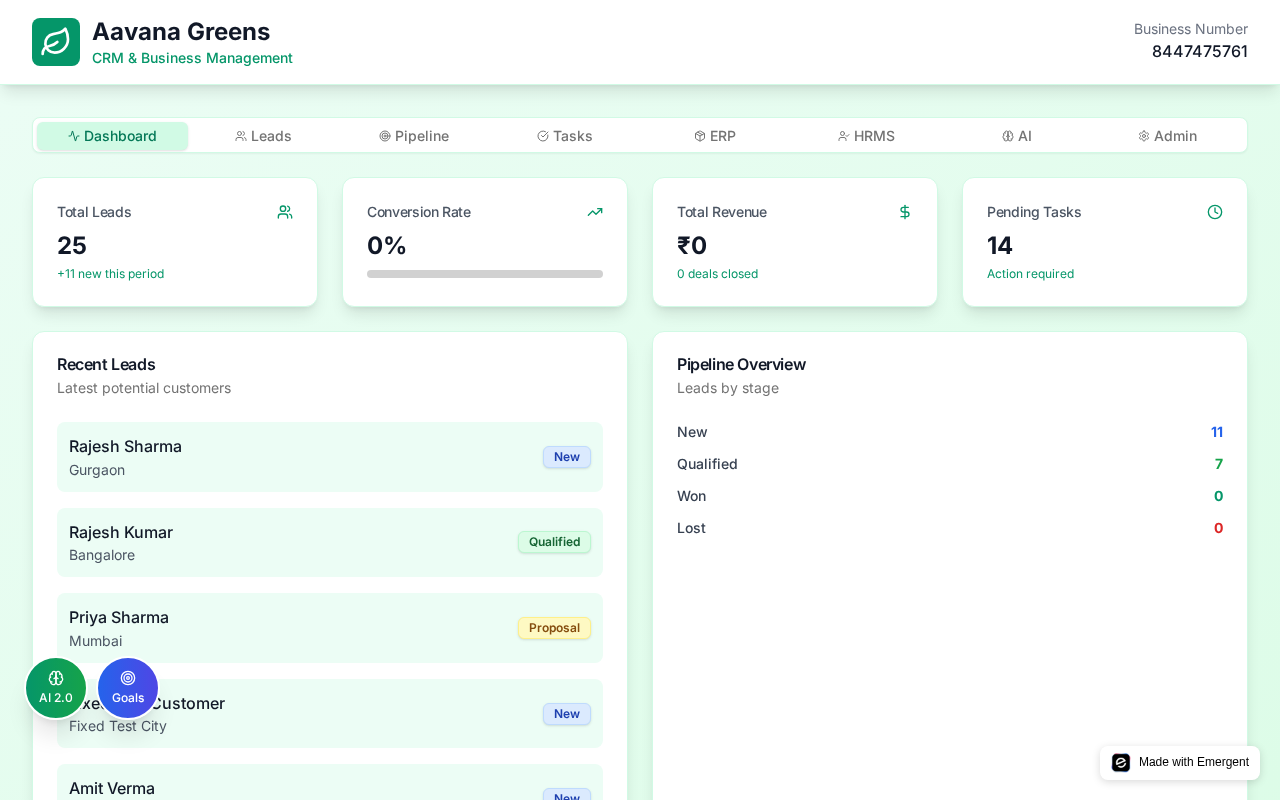 Aavana Greens
CRM & Business Management
Business Number
8447475761
Dashboard
Leads
Pipeline
Tasks
ERP
HRMS
AI
Admin
Total Leads
25
+11 new this period
Conversion Rate
0%
Total Revenue
₹0
0 deals closed
Pending Tasks
14
Action required
Recent Leads
Latest potential customers
Rajesh Sharma
Gurgaon
New
Rajesh Kumar
Bangalore
Qualified
Priya Sharma
Mumbai
Proposal
Customer
Fixed Test City
New
Amit Verma
New
Pipeline Overview
Leads by stage
New 11
Qualified 7
Won 0
Lost 0
AI 2.0
Goals
Made with Emergent